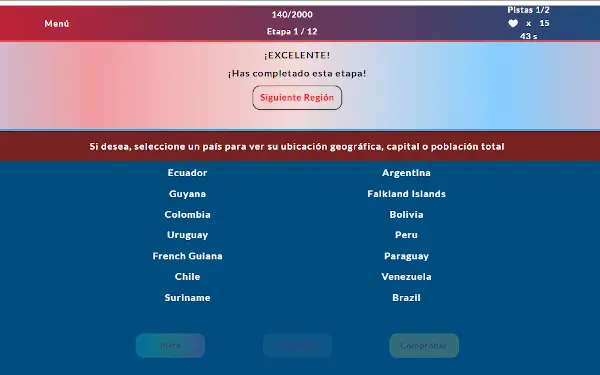 Menú
140/2000
Etapa 1 / 12
Pistas 1/2
x 15
43 s
¡EXCELENTE!
¡Has completado esta etapa!
Siguiente Región
Si desea, seleccione un país para ver su ubicación geográfica, capital o población total
Ecuador
Argentina
Guyana
Falkland Islands
Colombia
Bolivia
Uruguay
Peru
French Guiana
Paraguay
Chile
Venezuela
Suriname
Brazil
Pista
Comprobar